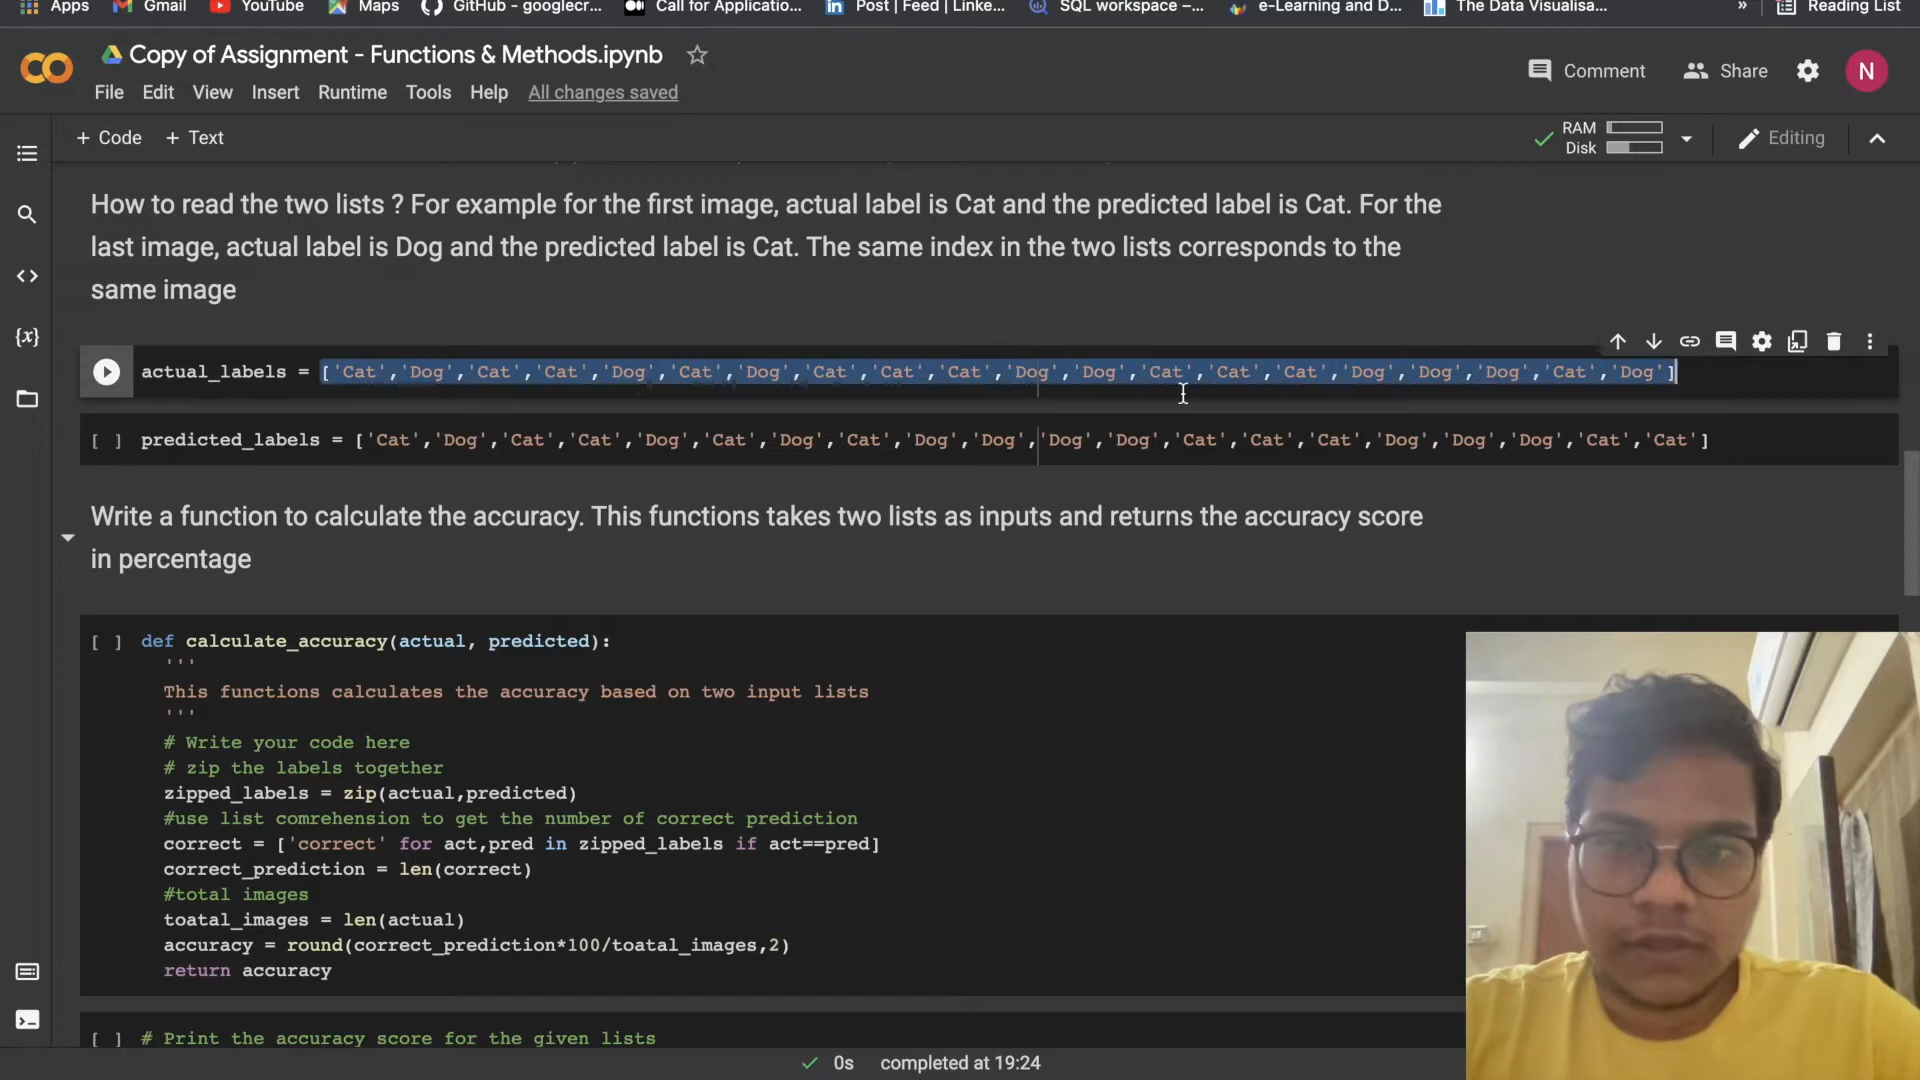 Apps Gmail YouTube Maps GitHub - googlecr... Call for Applicatio... Post | Feed | Linke... SQL workspace –... e-Learning and D... The Data Visualisa... » Reading List
Copy of Assignment - Functions & Methods.ipynb
Comment Share N
File Edit View Insert Runtime Tools Help All changes saved
+ Code + Text
RAM
Disk
Editing
How to read the two lists ? For example for the first image, actual label is Cat and the predicted label is Cat. For the
last image, actual label is Dog and the predicted label is Cat. The same index in the two lists corresponds to the
same image
actual_labels = ['Cat','Dog','Cat','Cat','Dog','Cat','Dog','Cat','Cat','Cat','Dog','Dog','Cat','Cat','Cat','Dog','Dog','Dog','Cat','Dog']
[ ] predicted_labels = ['Cat','Dog','Cat','Cat','Dog','Cat','Dog','Cat','Dog','Dog','Dog','Dog','Cat','Cat','Cat','Dog','Dog','Dog','Cat','Cat']
Write a function to calculate the accuracy. This functions takes two lists as inputs and returns the accuracy score
in percentage
[ ] def calculate_accuracy(actual, predicted):
'''
This functions calculates the accuracy based on two input lists
'''
# Write your code here
# zip the labels together
zipped_labels = zip(actual,predicted)
#use list comrehension to get the number of correct prediction
correct = ['correct' for act,pred in zipped_labels if act==pred]
correct_prediction = len(correct)
#total images
toatal_images = len(actual)
accuracy = round(correct_prediction*100/toatal_images,2)
return accuracy
[ ] # Print the accuracy score for the given lists
0s completed at 19:24